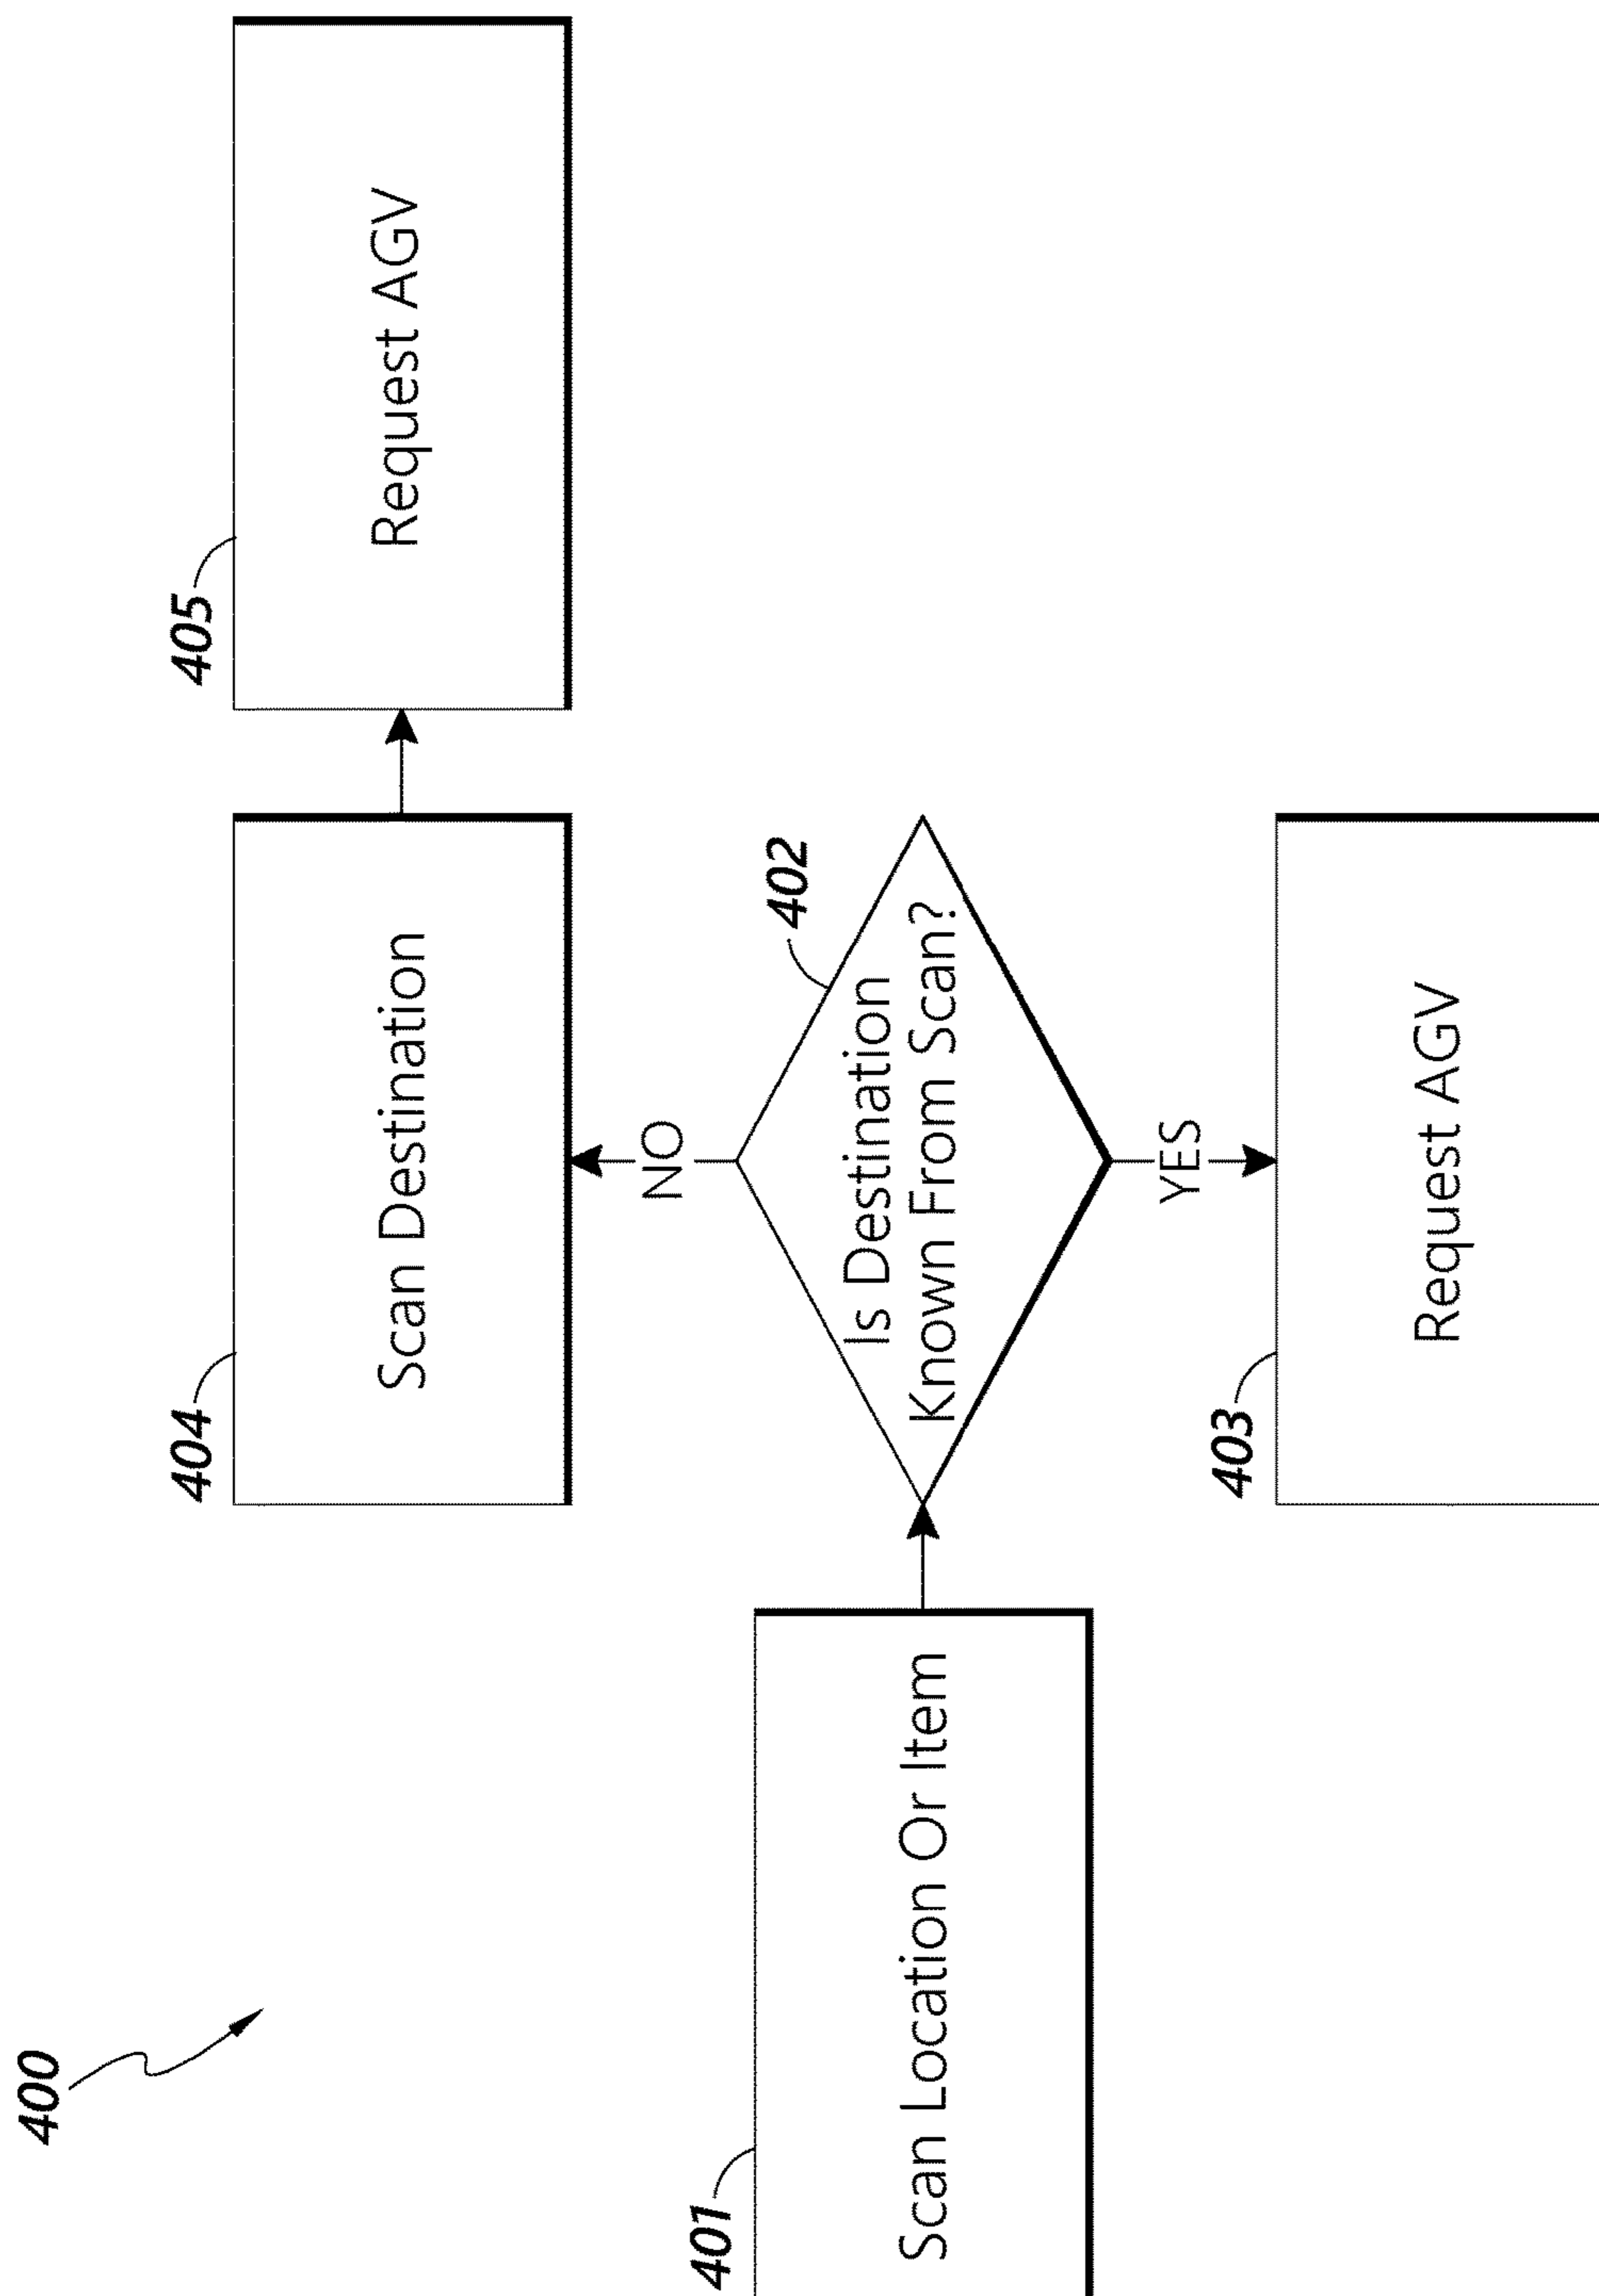 400
401
Scan Location Or Item
402
Is Destination
Known From Scan?
NO
404
Scan Destination
405
Request AGV
YES
403
Request AGV